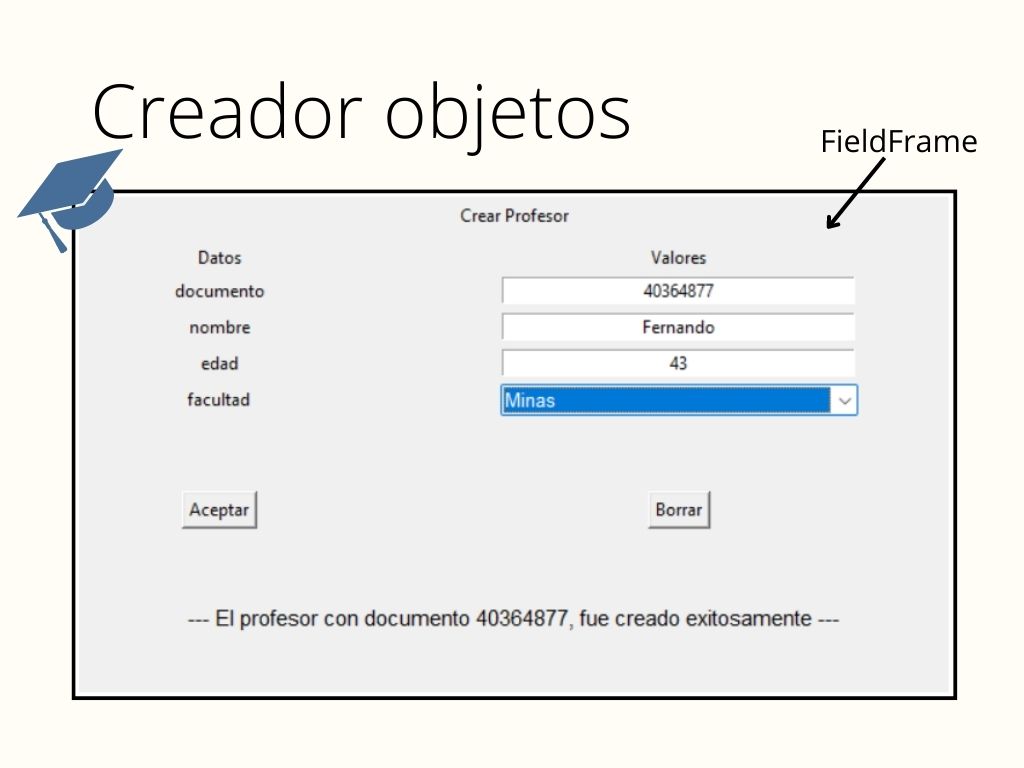 Creador objetos
FieldFrame
Crear Profesor
Datos Valores
documento 40364877
nombre Fernando
edad 43
facultad Minas
Aceptar Borrar
--- El profesor con documento 40364877, fue creado exitosamente ---